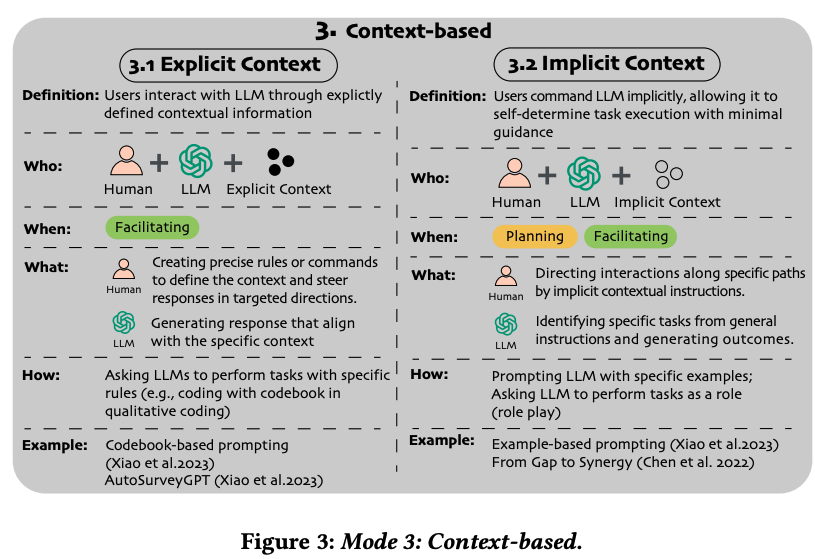 3. Context-based
3.1 Explicit Context
Definition: Users interact with LLM through explictly
defined contextual information
Who:
Human
LLM
Explicit Context
When: Facilitating
What:
Human
Creating precise rules or commands
to define the context and steer
responses in targeted directions.
LLM
Generating response that align
with the specific context
How: Asking LLMs to perform tasks with specific
rules (e.g., coding with codebook in
qualitative coding)
Example: Codebook-based prompting
(Xiao et al.2023)
AutoSurveyGPT (Xiao et al.2023)
3.2 Implicit Context
Definition: Users command LLM implicitly, allowing it to
self-determine task execution with minimal
guidance
Who:
Human
LLM
Implicit Context
When: Planning Facilitating
What:
Human
Directing interactions along specific paths
by implicit contextual instructions.
LLM
Identifying specific tasks from general
instructions and generating outcomes.
How: Prompting LLM with specific examples;
Asking LLM to perform tasks as a role
(role play)
Example: Example-based prompting (Xiao et al.2023)
From Gap to Synergy (Chen et al. 2022)
Figure 3: Mode 3: Context-based.